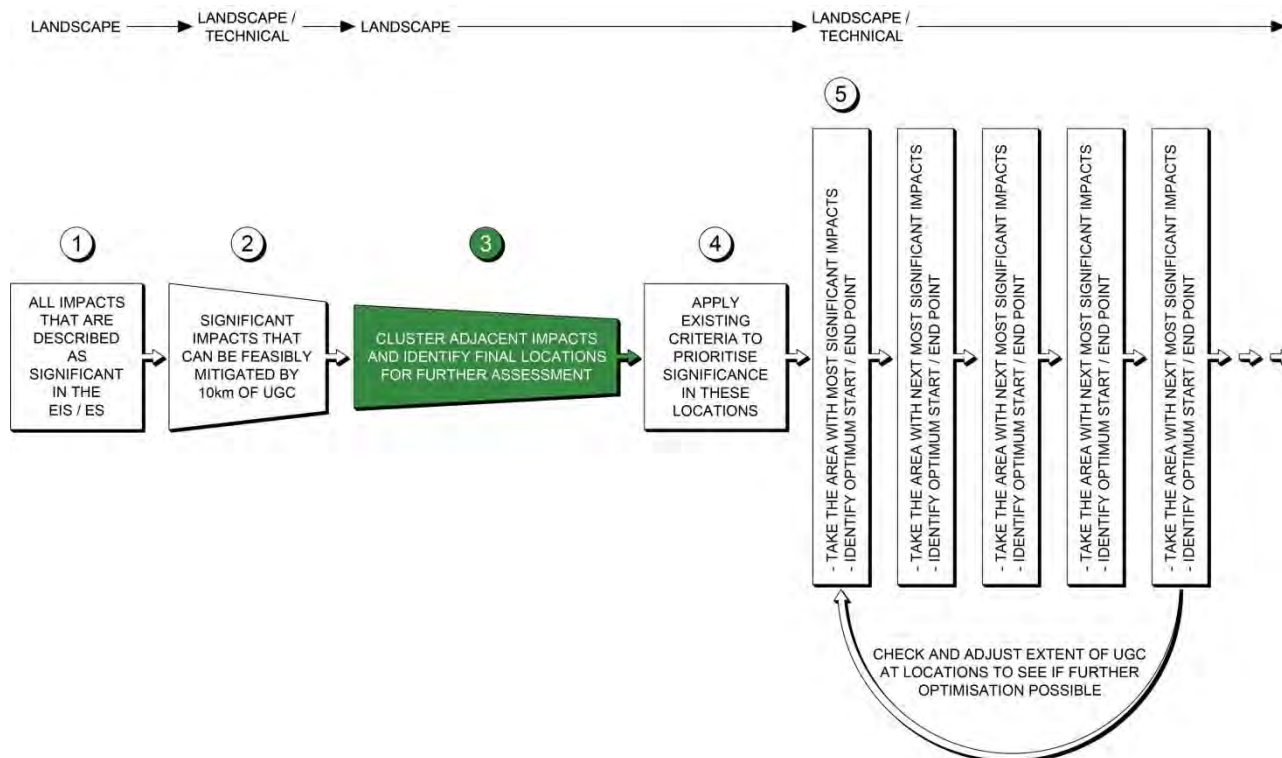 LANDSCAPE
LANDSCAPE /
TECHNICAL
LANDSCAPE
LANDSCAPE /
TECHNICAL
1
ALL IMPACTS
THAT ARE
DESCRIBED
AS
SIGNIFICANT
IN THE
EIS / ES
2
SIGNIFICANT
IMPACTS THAT
CAN BE FEASIBLY
MITIGATED BY
10km OF UGC
3
CLUSTER ADJACENT IMPACTS
AND IDENTIFY FINAL LOCATIONS
FOR FURTHER ASSESSMENT
4
APPLY
EXISTING
CRITERIA TO
PRIORITISE
SIGNIFICANCE
IN THESE
LOCATIONS
5
- TAKE THE AREA WITH MOST SIGNIFICANT IMPACTS
- IDENTIFY OPTIMUM START / END POINT
- TAKE THE AREA WITH NEXT MOST SIGNIFICANT IMPACTS
- IDENTIFY OPTIMUM START / END POINT
- TAKE THE AREA WITH NEXT MOST SIGNIFICANT IMPACTS
- IDENTIFY OPTIMUM START / END POINT
- TAKE THE AREA WITH NEXT MOST SIGNIFICANT IMPACTS
- IDENTIFY OPTIMUM START / END POINT
- TAKE THE AREA WITH NEXT MOST SIGNIFICANT IMPACTS
- IDENTIFY OPTIMUM START / END POINT
CHECK AND ADJUST EXTENT OF UGC
AT LOCATIONS TO SEE IF FURTHER
OPTIMISATION POSSIBLE